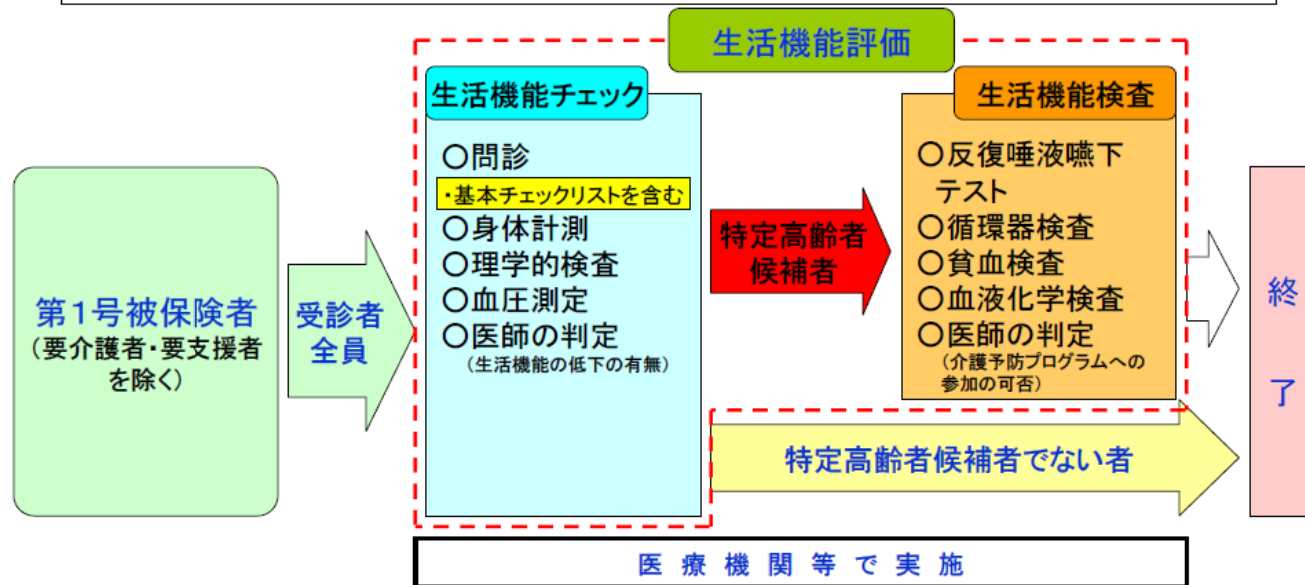 生活機能評価
生活機能チェック
○問診
・基本チェックリストを含む
○身体計測
○理学的検査
○血圧測定
○医師の判定
(生活機能の低下の有無)
生活機能検査
○反復唾液嚥下
テスト
○循環器検査
○貧血検査
○血液化学検査
○医師の判定
(介護予防プログラムへの
参加の可否)
第1号被保険者
(要介護者・要支援者
を除く)
受診者
全員
特定高齢者
候補者
特定高齢者候補者でない者
終
了
医療機関等で実施